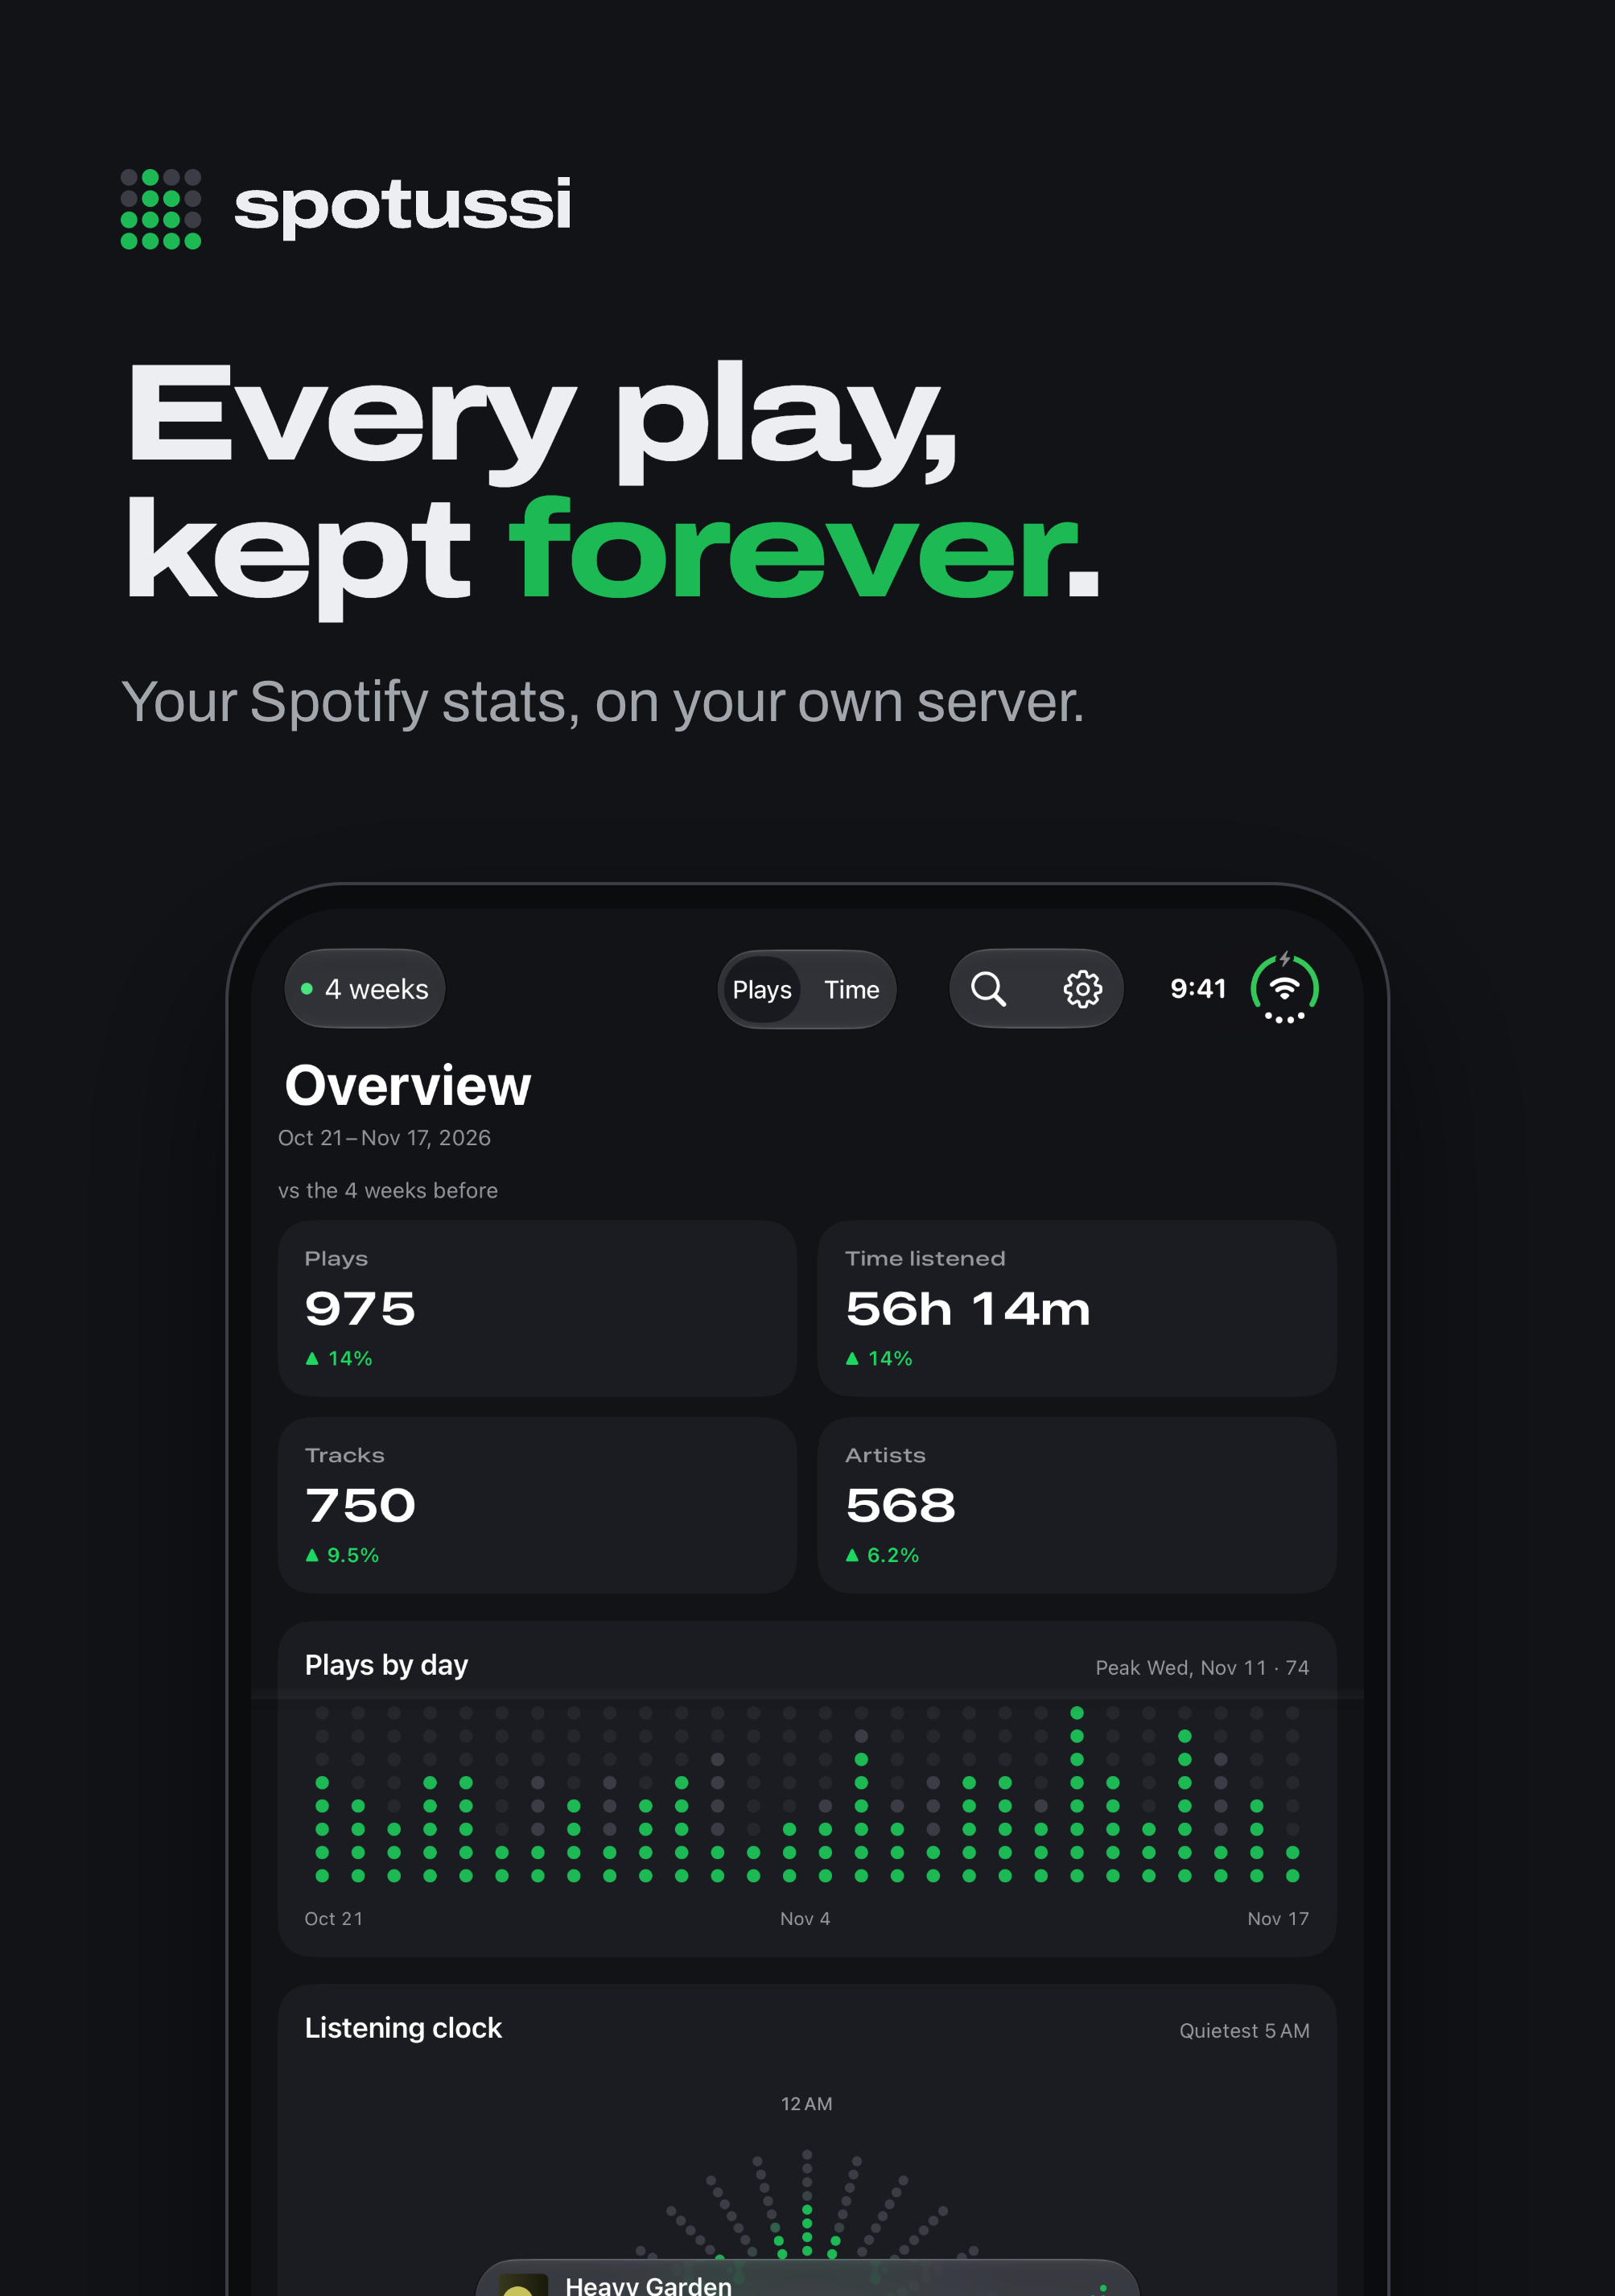 spotussi
Every play,
kept forever.
Your Spotify stats, on your own server.
4 weeks
Plays Time
9:41
Overview
Oct 21–Nov 17, 2026
vs the 4 weeks before
Plays
975
▲ 14%
Time listened
56h 14m
▲ 14%
Tracks
750
▲ 9.5%
Artists
568
▲ 6.2%
Plays by day
Peak Wed, Nov 11 · 74
Oct 21
Nov 4
Nov 17
Listening clock
Quietest 5 AM
12 AM
Heavy Garden